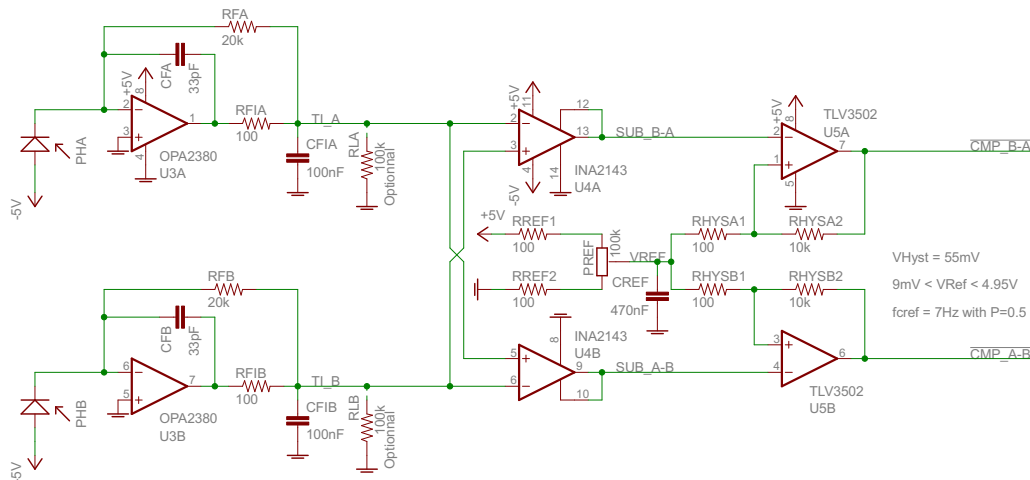 RFA
20k
CFA
33pF
+5V
8
2
3
1
4
OPA2380
U3A
PHA
-5V
RFIA
100
TI_A
CFIA
100nF
RLA
100k
Optionnal
+5V
11
2
3
12
13
14
4
-5V
SUB_B-A
INA2143
U4A
TLV3502
U5A
+5V
8
2
1
7
5
CMP_B-A
+5V
RREF1
100
PREF
100k
VREF
RREF2
100
CREF
470nF
RHYSA1
100
RHYSA2
10k
RHYSB1
100
RHYSB2
10k
VHyst = 55mV
9mV < VRef < 4.95V
fcref = 7Hz with P=0.5
RFB
20k
CFB
33pF
6
5
7
OPA2380
U3B
PHB
-5V
RFIB
100
TI_B
CFIB
100nF
RLB
100k
Optionnal
8
5
6
9
10
INA2143
U4B
SUB_A-B
3
4
6
TLV3502
U5B
CMP_A-B